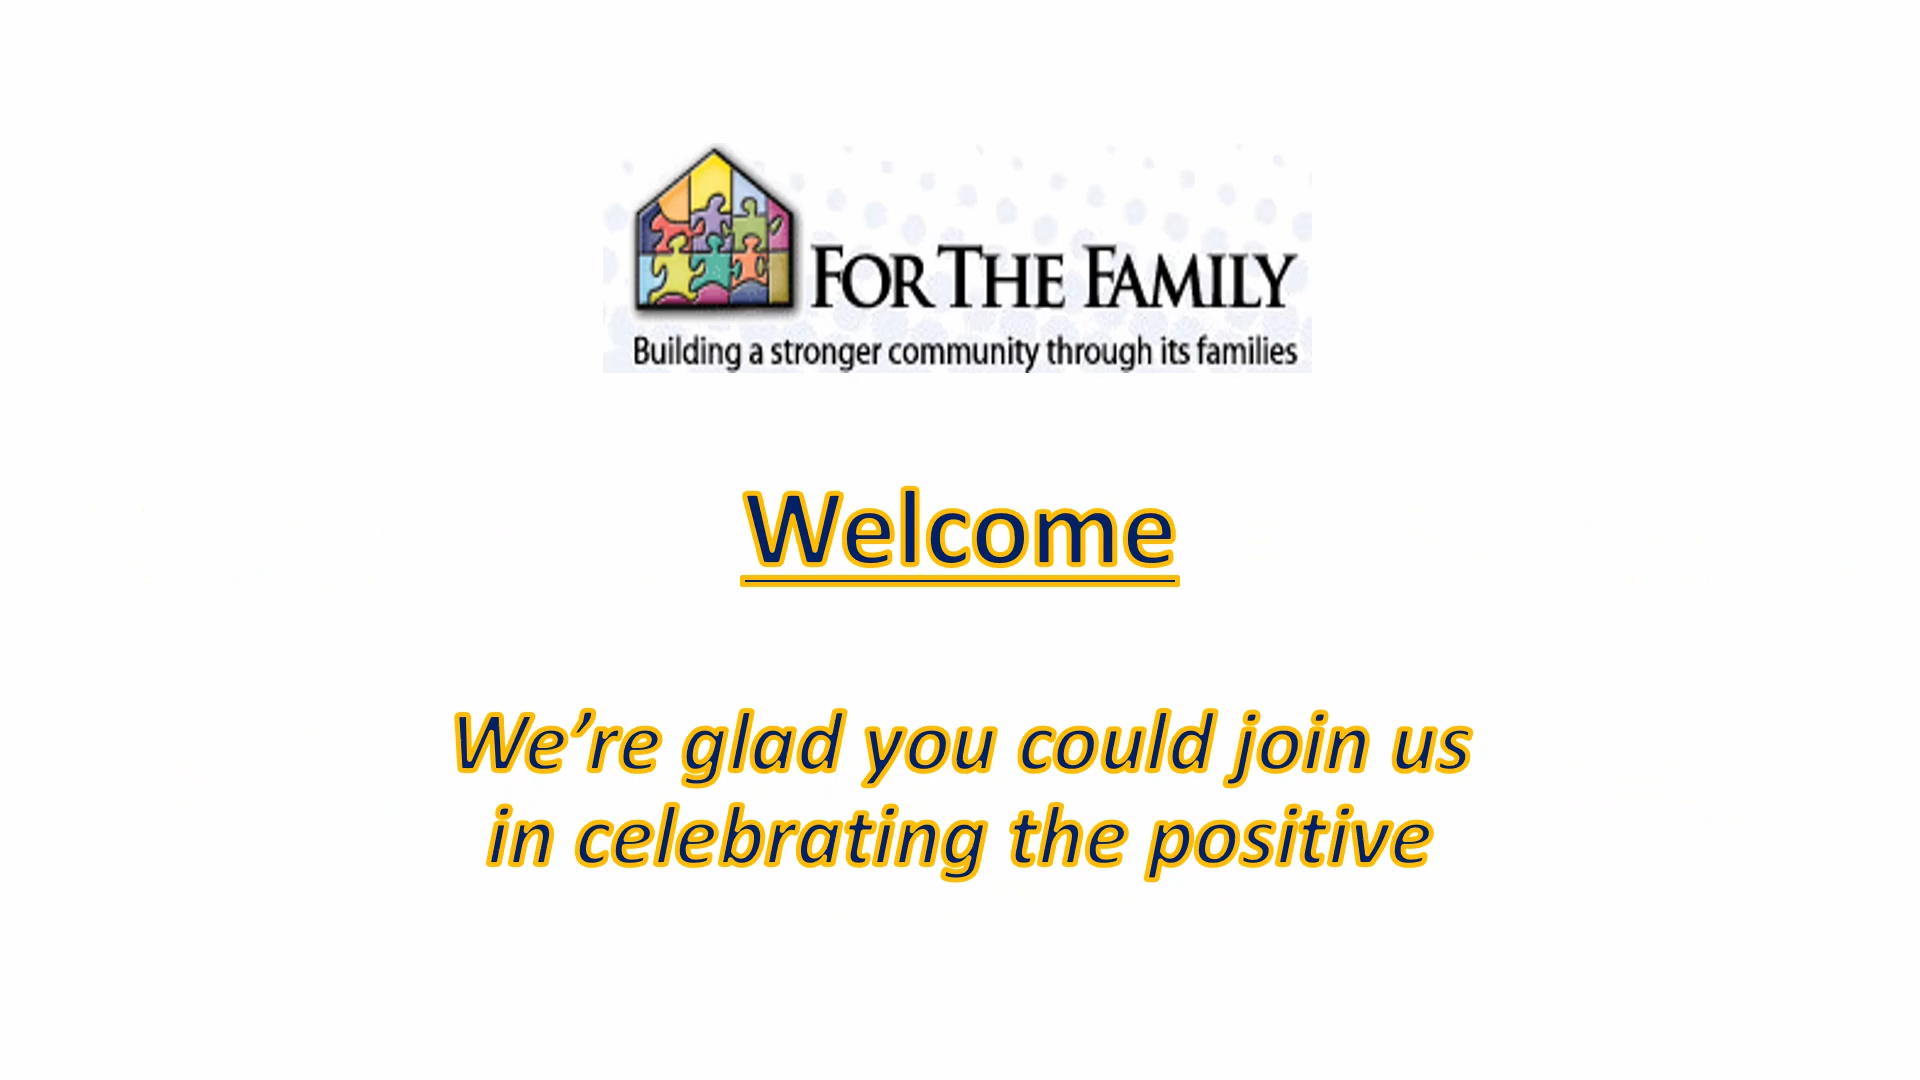 FOR THE FAMILY
Building a stronger community through its families
Welcome
We’re glad you could join us
in celebrating the positive